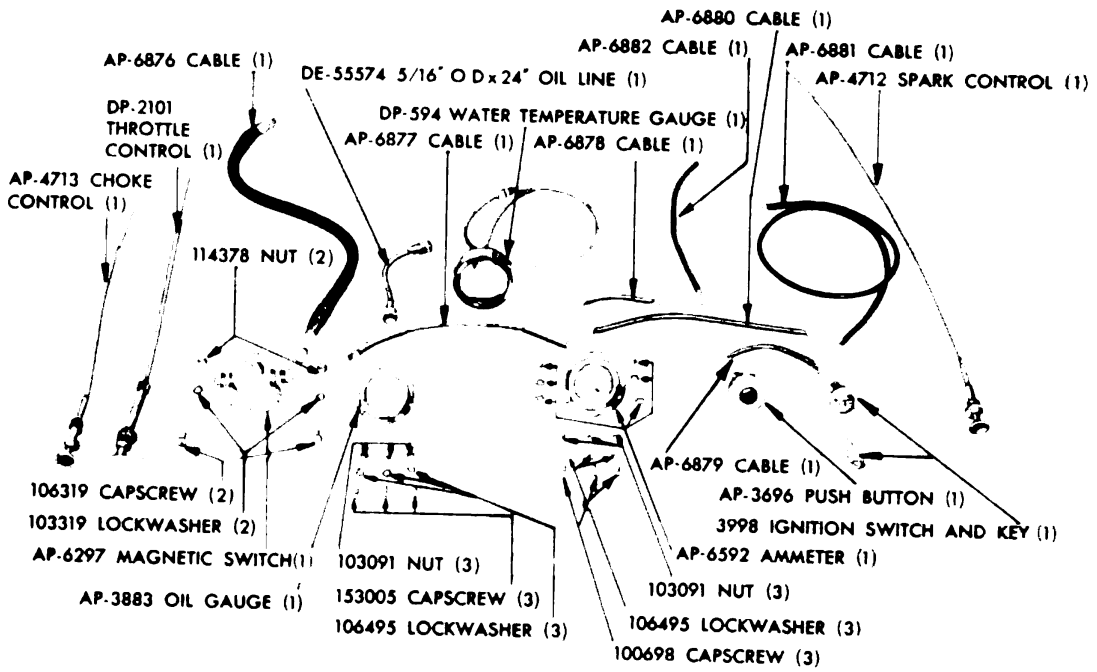 AP-6880 CABLE (1)
AP-6882 CABLE (1)
AP-6881 CABLE (1)
AP-6876 CABLE (1)
DE-55574 5/16" O D x 24" OIL LINE (1)
AP-4712 SPARK CONTROL (1)
DP-2101
THROTTLE
CONTROL (1)
DP-594 WATER TEMPERATURE GAUGE (1)
AP-6877 CABLE (1)
AP-6878 CABLE (1)
AP-4713 CHOKE
CONTROL (1)
114378 NUT (2)
AP-6879 CABLE (1)
106319 CAPSCREW (2)
AP-3696 PUSH BUTTON (1)
103319 LOCKWASHER (2)
3998 IGNITION SWITCH AND KEY (1)
AP-6297 MAGNETIC SWITCH (1)
103091 NUT (3)
AP-6592 AMMETER (1)
AP-3883 OIL GAUGE (1)
153005 CAPSCREW (3)
103091 NUT (3)
106495 LOCKWASHER (3)
106495 LOCKWASHER (3)
100698 CAPSCREW (3)